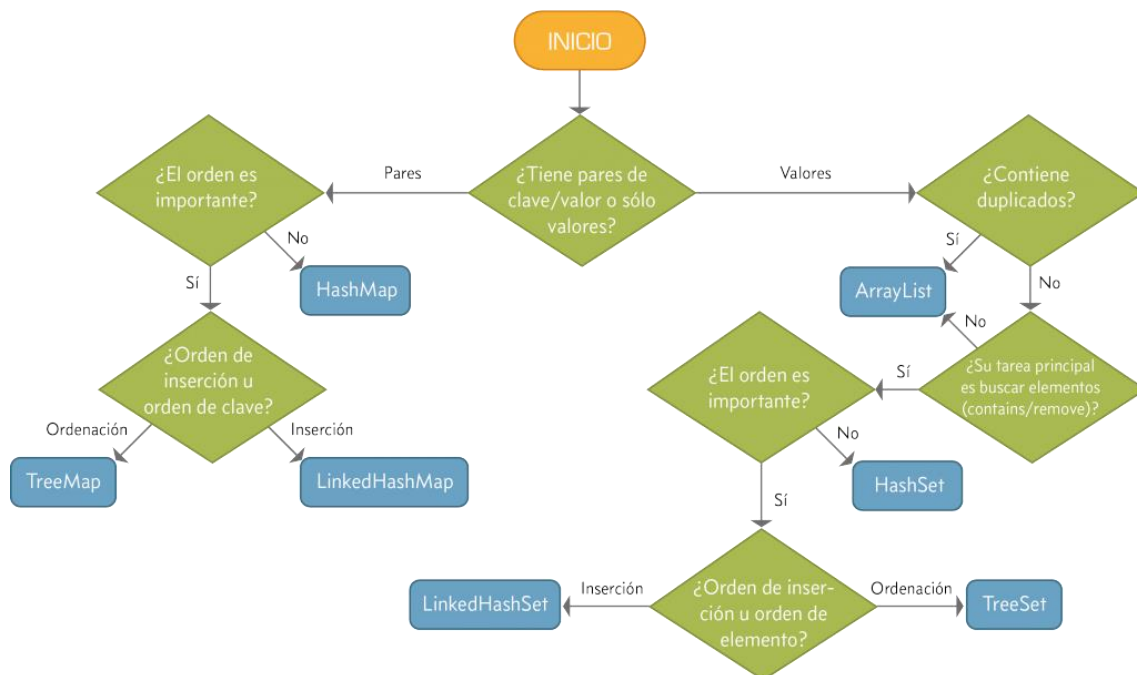 INICIO
¿El orden es
importante?
Pares
¿Tiene pares de
clave/valor o sólo
valores?
Valores
¿Contiene
duplicados?
No
Sí
HashMap
Sí
ArrayList
No
No
¿Orden de
inserción u
orden de clave?
¿El orden es
importante?
Sí
¿Su tarea principal
es buscar elementos
(contains/remove)?
Ordenación
Inserción
No
TreeMap
LinkedHashMap
HashSet
Sí
LinkedHashSet
Inserción
¿Orden de inser-
ción u orden de
elemento?
Ordenación
TreeSet